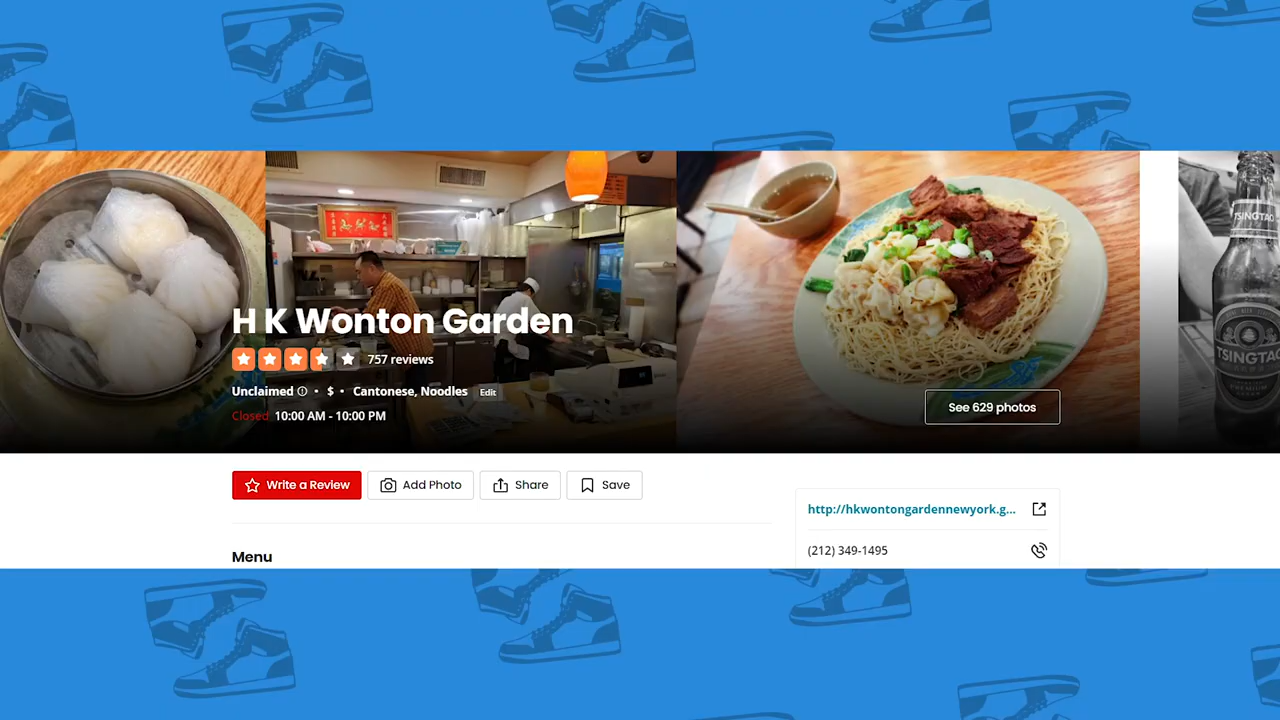 H K Wonton Garden
757 reviews
Unclaimed • $ • Cantonese, Noodles Edit
Closed 10:00 AM - 10:00 PM
See 629 photos
TSINGTAO
TSINGTAO
Write a Review Add Photo Share Save
http://hkwontongardennewyork.g...
(212) 349-1495
Menu